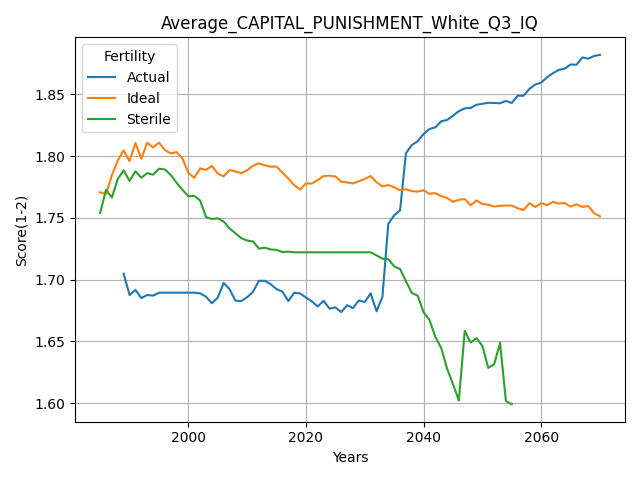 Average_CAPITAL_PUNISHMENT_White_Q3_IQ
Fertility
Actual
Ideal
Sterile
Score(1-2)
1.85
1.80
1.75
1.70
1.65
1.60
2000
2020
2040
2060
Years